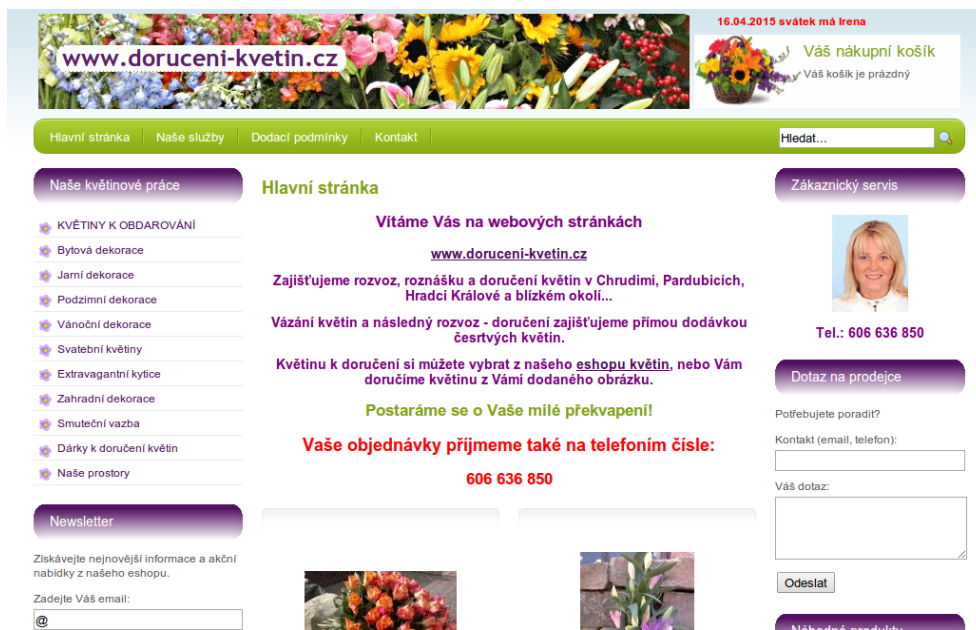 16.04.2015 svátek má Irena
www.doruceni-kvetin.cz
Váš nákupní košík
Váš košík je prázdný
Hlavní stránka
Naše služby
Dodací podmínky
Kontakt
Hledat...
Naše květinové práce
KVĚTINY K OBDAROVÁNÍ
Bytová dekorace
Jarní dekorace
Podzimní dekorace
Vánoční dekorace
Svatební květiny
Extravagantní kytice
Zahradní dekorace
Smuteční vazba
Dárky k doručení květin
Naše prostory
Newsletter
Získávejte nejnovější informace a akční
nabídky z našeho eshopu.
Zadejte Váš email:
@
Hlavní stránka
Vítáme Vás na webových stránkách
www.doruceni-kvetin.cz
Zajišťujeme rozvoz, roznášku a doručení květin v Chrudimi, Pardubicích,
Hradci Králové a blízkém okolí...
Vázání květin a následný rozvoz - doručení zajišťujeme přímou dodávkou
česrtvých květin.
Květinu k doručení si můžete vybrat z našeho eshopu květin, nebo Vám
doručíme květinu z Vámi dodaného obrázku.
Postaráme se o Vaše milé překvapení!
Vaše objednávky příjmeme také na telefoním čísle:
606 636 850
Zákaznický servis
Tel.: 606 636 850
Dotaz na prodejce
Potřebujete poradit?
Kontakt (email, telefon):
Váš dotaz:
Odeslat
Náhodné produkty